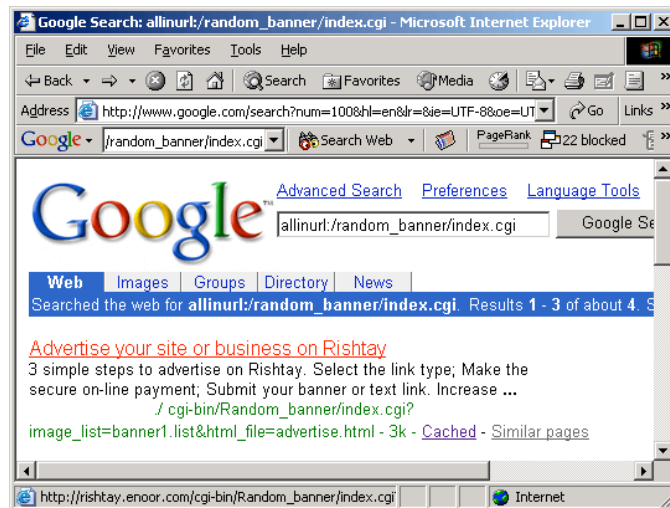 Google Search: allinurl:/random_banner/index.cgi - Microsoft Internet Explorer
File Edit View Favorites Tools Help
Back Search Favorites Media »
Address http://www.google.com/search?num=100&hl=en&lr=&ie=UTF-8&oe=UT Go Links »
Google /random_banner/index.cgi Search Web PageRank 22 blocked »
Google™
Advanced Search Preferences Language Tools
allinurl:/random_banner/index.cgi Google Se
Web Images Groups Directory News
Searched the web for allinurl:/random_banner/index.cgi. Results 1 - 3 of about 4. S
Advertise your site or business on Rishtay
3 simple steps to advertise on Rishtay. Select the link type; Make the
secure on-line payment; Submit your banner or text link. Increase ...
./ cgi-bin/Random_banner/index.cgi?
image_list=banner1.list&html_file=advertise.html - 3k - Cached - Similar pages
http://rishtay.enoor.com/cgi-bin/Random_banner/index.cgi Internet